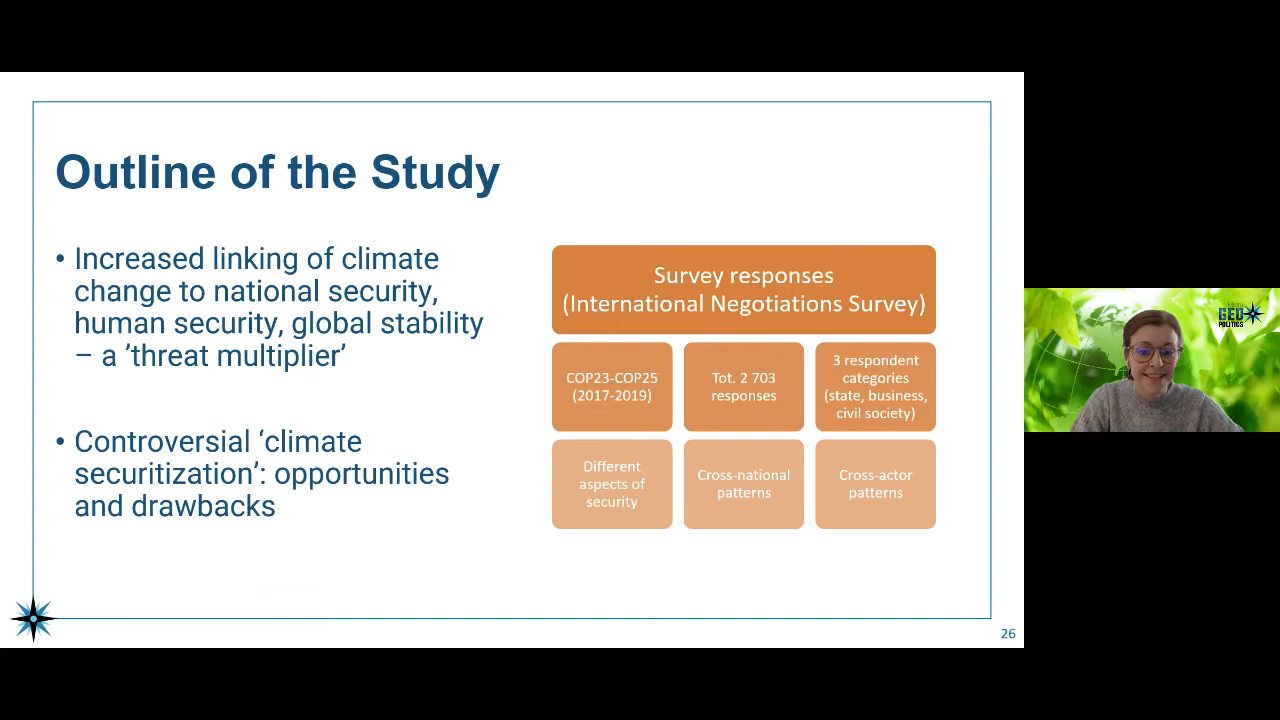 Outline of the Study
• Increased linking of climate
change to national security,
human security, global stability
– a ’threat multiplier’
• Controversial ‘climate
securitization’: opportunities
and drawbacks
Survey responses
(International Negotiations Survey)
COP23-COP25
(2017-2019)
Tot. 2 703
responses
3 respondent
categories
(state, business,
civil society)
Different
aspects of
security
Cross-national
patterns
Cross-actor
patterns
26
GEO
POLITICS